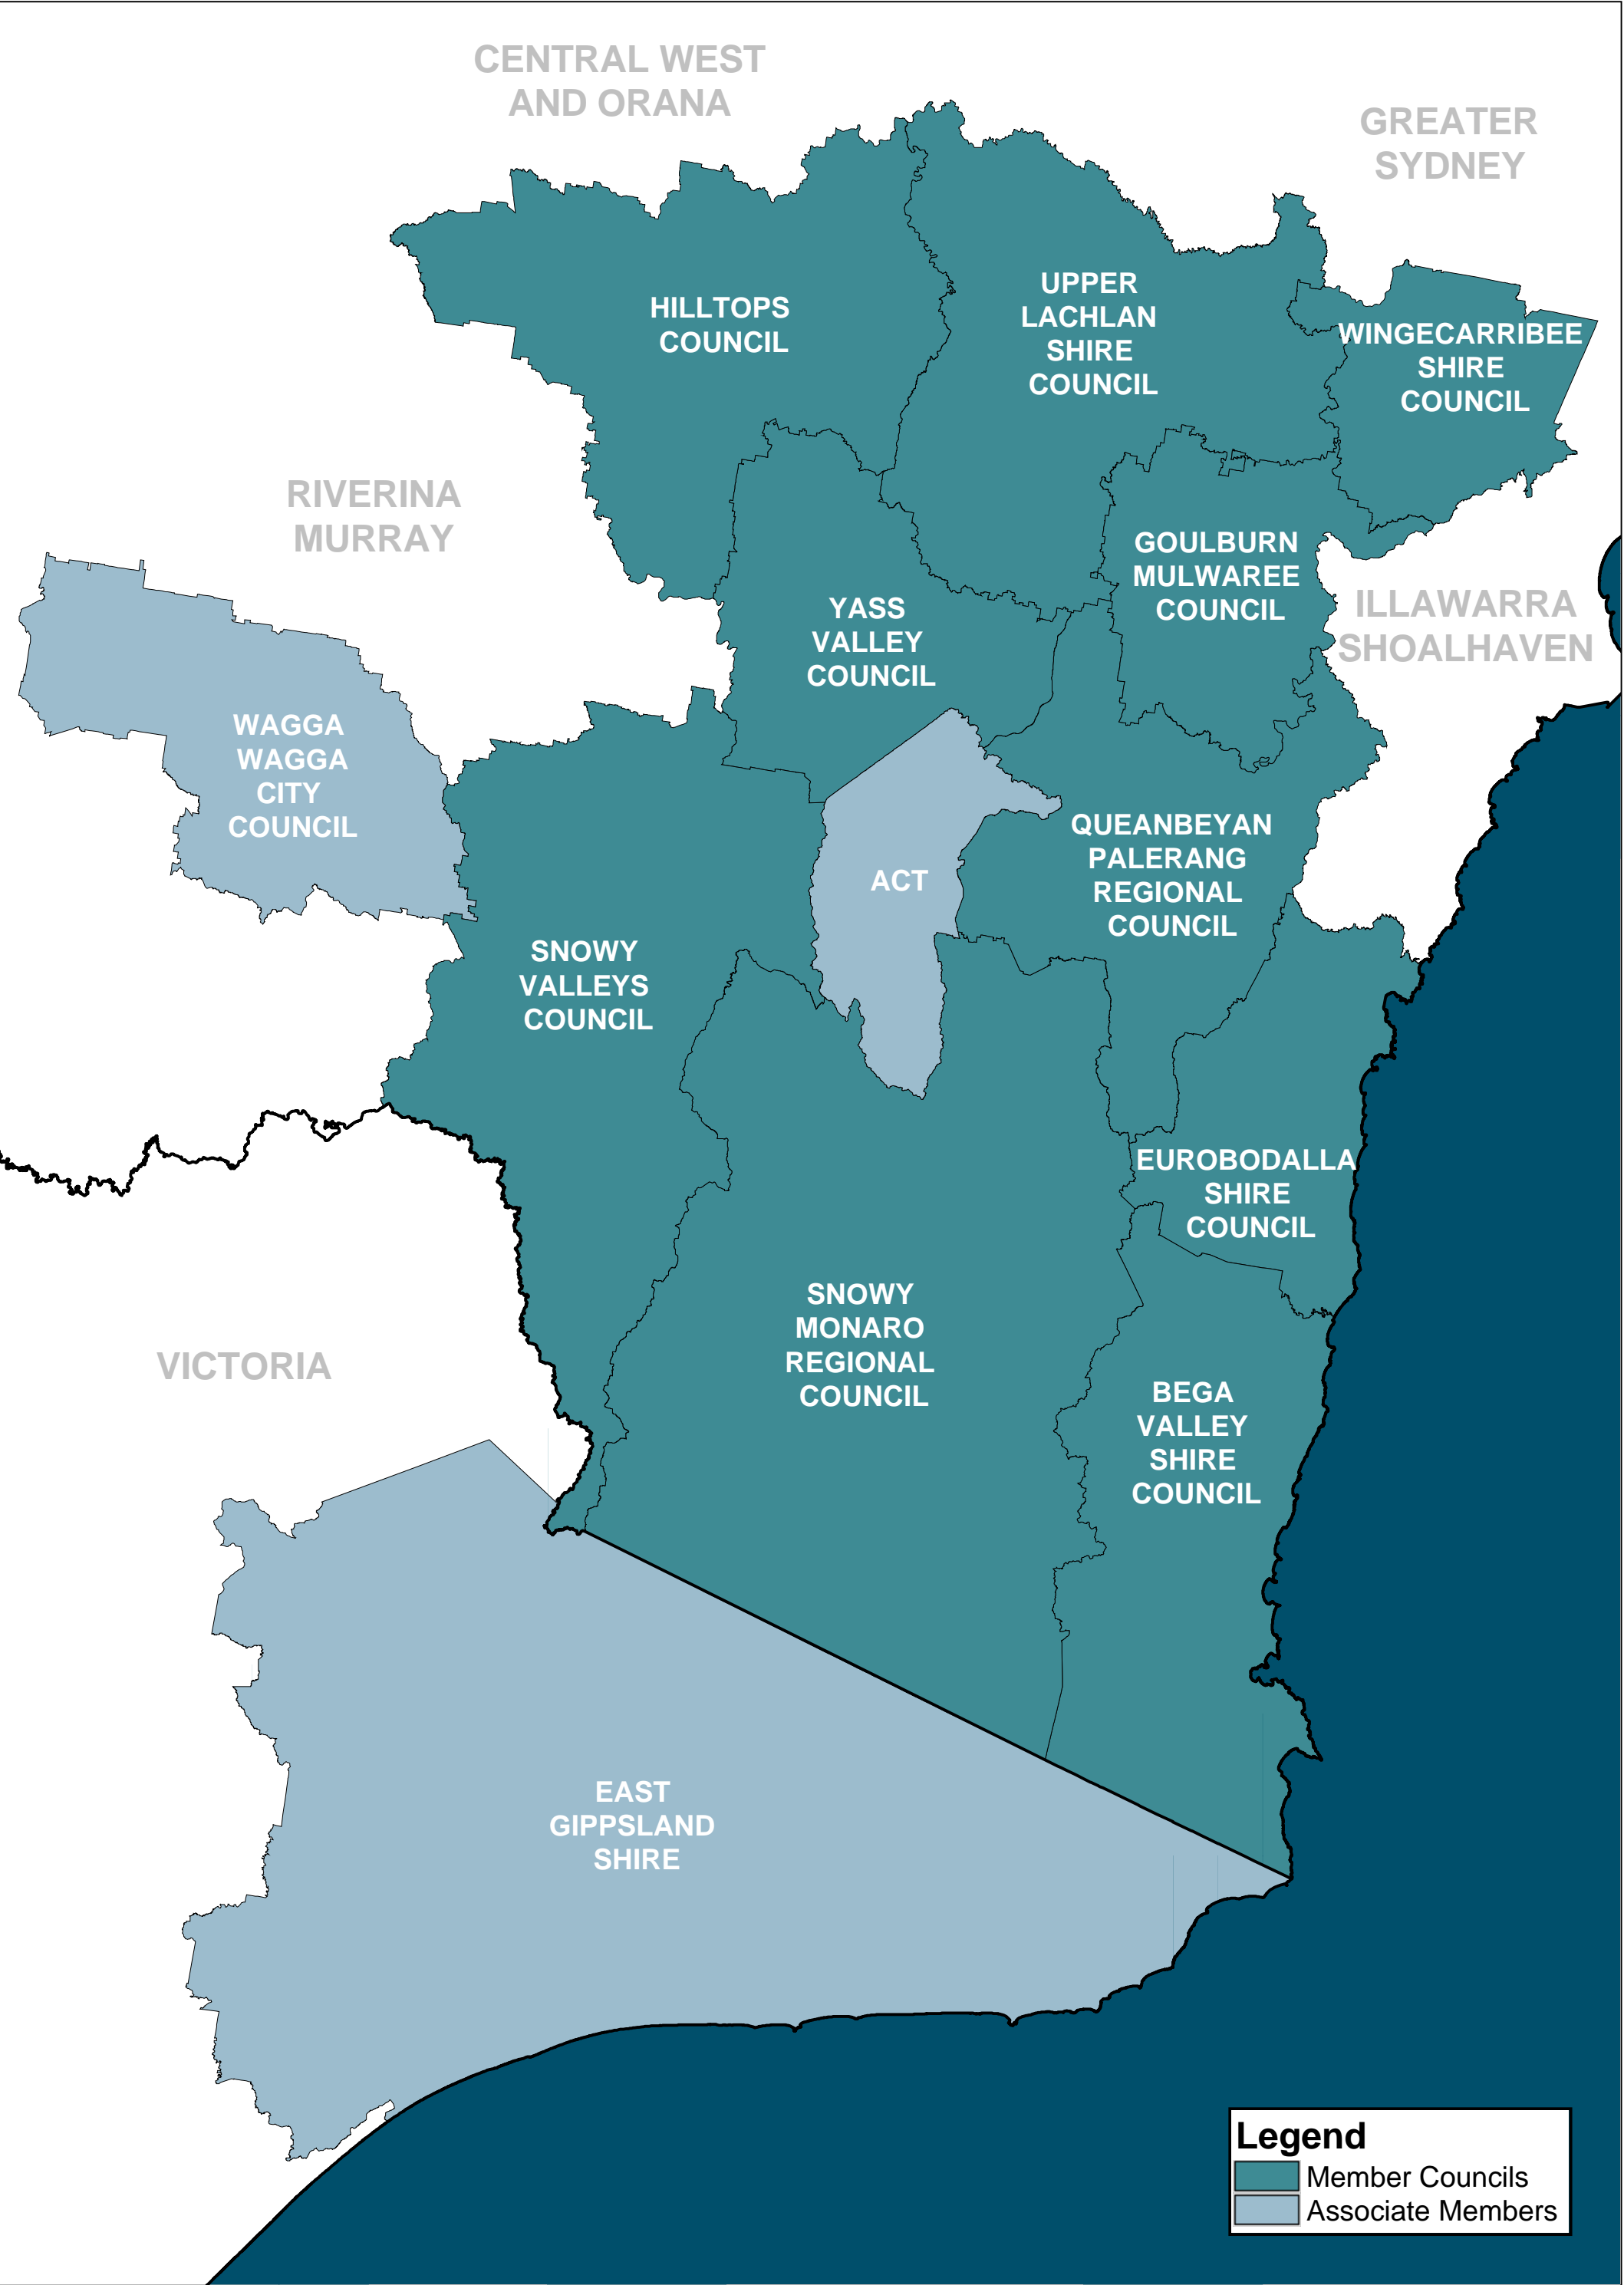 CENTRAL WEST
AND ORANA
GREATER
SYDNEY
HILLTOPS
COUNCIL
UPPER
LACHLAN
SHIRE
COUNCIL
WINGECARRIBEE
SHIRE
COUNCIL
RIVERINA
MURRAY
GOULBURN
MULWAREE
COUNCIL
ILLAWARRA
SHOALHAVEN
YASS
VALLEY
COUNCIL
WAGGA
WAGGA
CITY
COUNCIL
QUEANBEYAN
PALERANG
REGIONAL
COUNCIL
ACT
SNOWY
VALLEYS
COUNCIL
EUROBODALLA
SHIRE
COUNCIL
SNOWY
MONARO
REGIONAL
COUNCIL
VICTORIA
BEGA
VALLEY
SHIRE
COUNCIL
EAST
GIPPSLAND
SHIRE
Legend
Member Councils
Associate Members